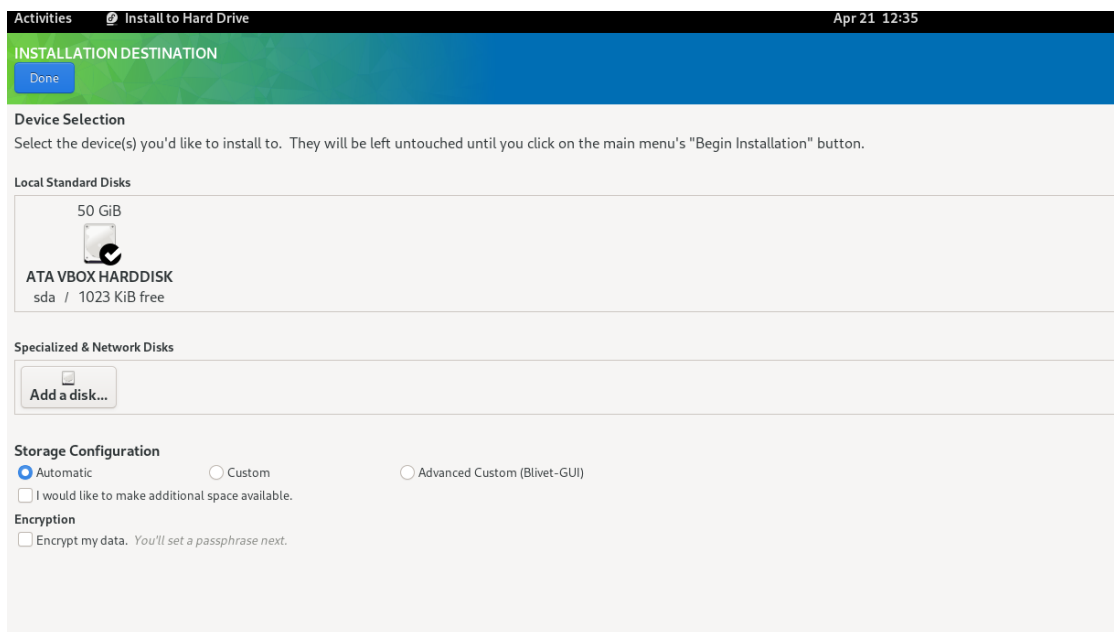 Activities Install to Hard Drive Apr 21 12:35
INSTALLATION DESTINATION
Done
Device Selection
Select the device(s) you'd like to install to. They will be left untouched until you click on the main menu's "Begin Installation" button.
Local Standard Disks
50 GiB
ATA VBOX HARDDISK
sda / 1023 KiB free
Specialized & Network Disks
Add a disk...
Storage Configuration
Automatic Custom Advanced Custom (Blivet-GUI)
I would like to make additional space available.
Encryption
Encrypt my data. You'll set a passphrase next.